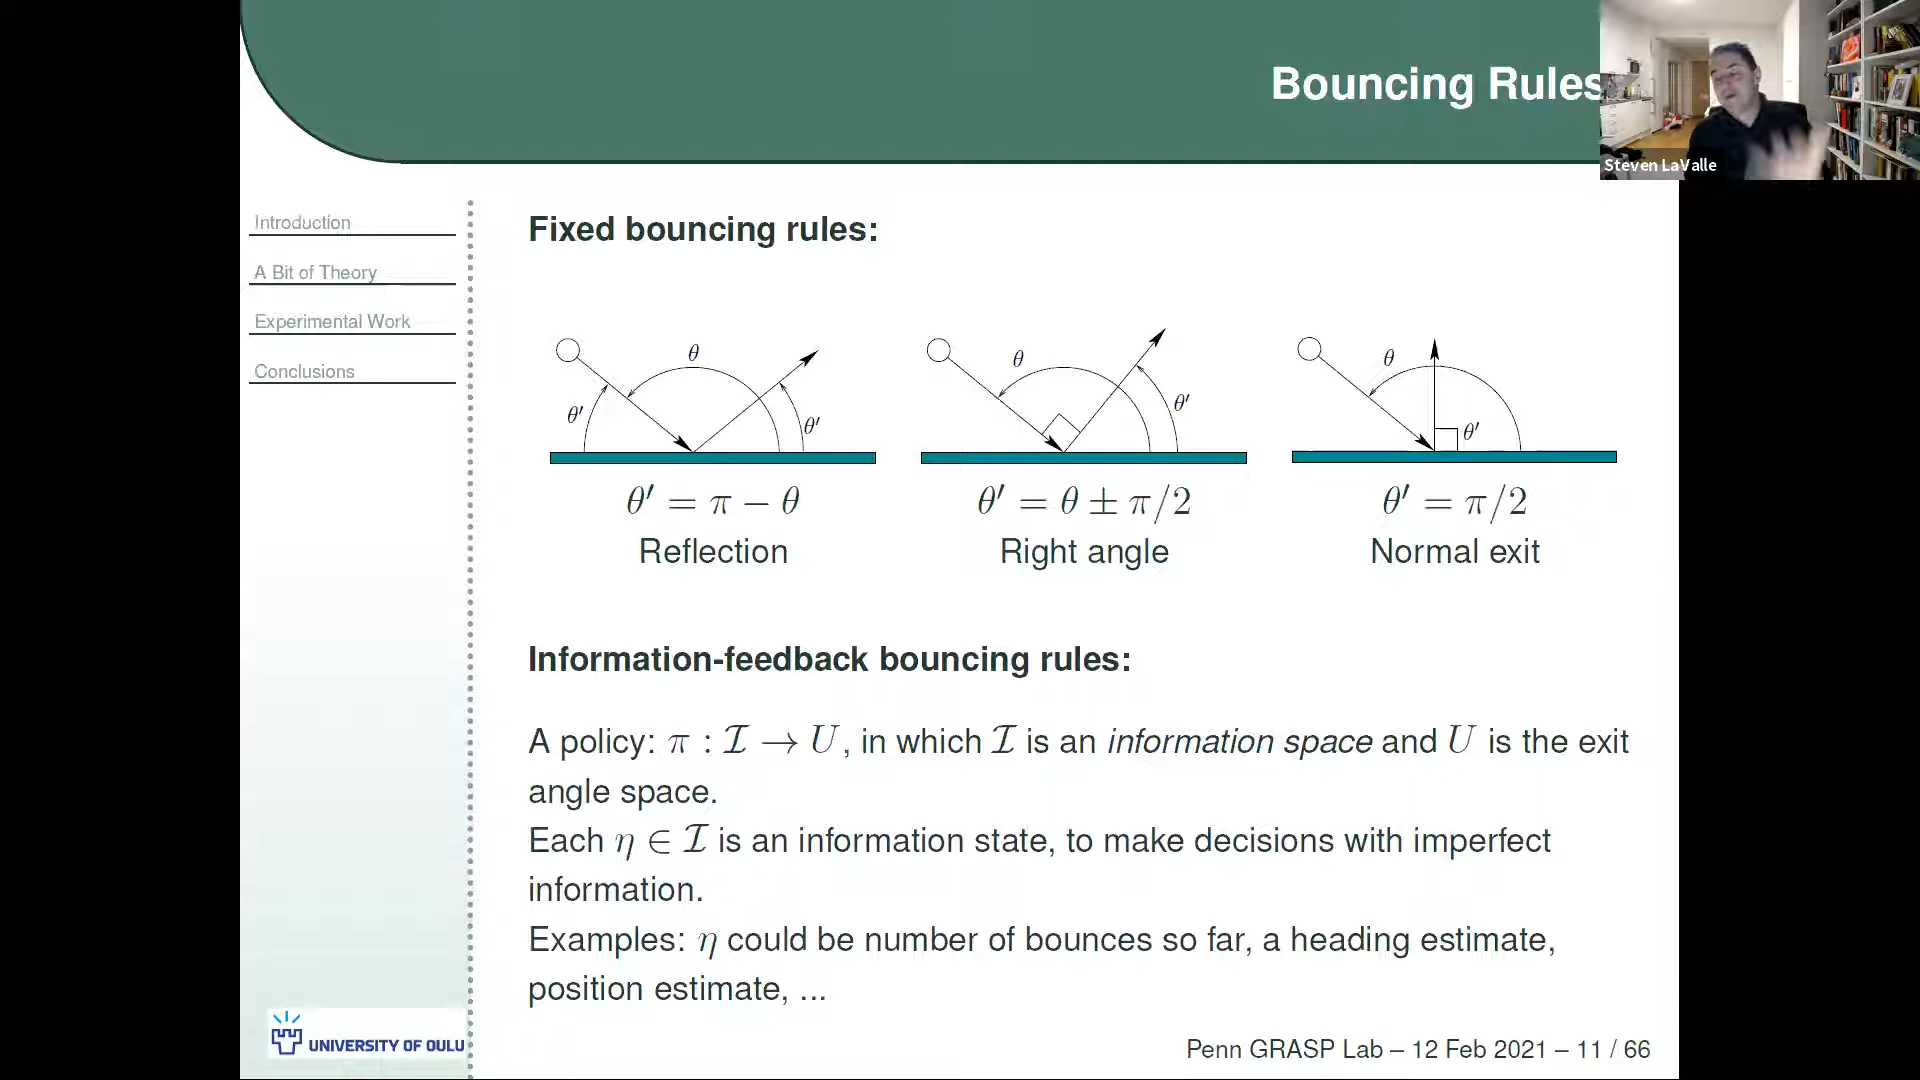 Bouncing Rules
Steven LaValle
Introduction
A Bit of Theory
Experimental Work
Conclusions
Fixed bouncing rules:
θ
θ′
θ′
θ
θ′
θ
θ′
θ′ = π − θ
θ′ = θ ± π/2
θ′ = π/2
Reflection
Right angle
Normal exit
Information-feedback bouncing rules:
A policy: π : ℐ → U, in which ℐ is an information space and U is the exit
angle space.
Each η ∈ ℐ is an information state, to make decisions with imperfect
information.
Examples: η could be number of bounces so far, a heading estimate,
position estimate, ...
UNIVERSITY OF OULU
Penn GRASP Lab – 12 Feb 2021 – 11 / 66